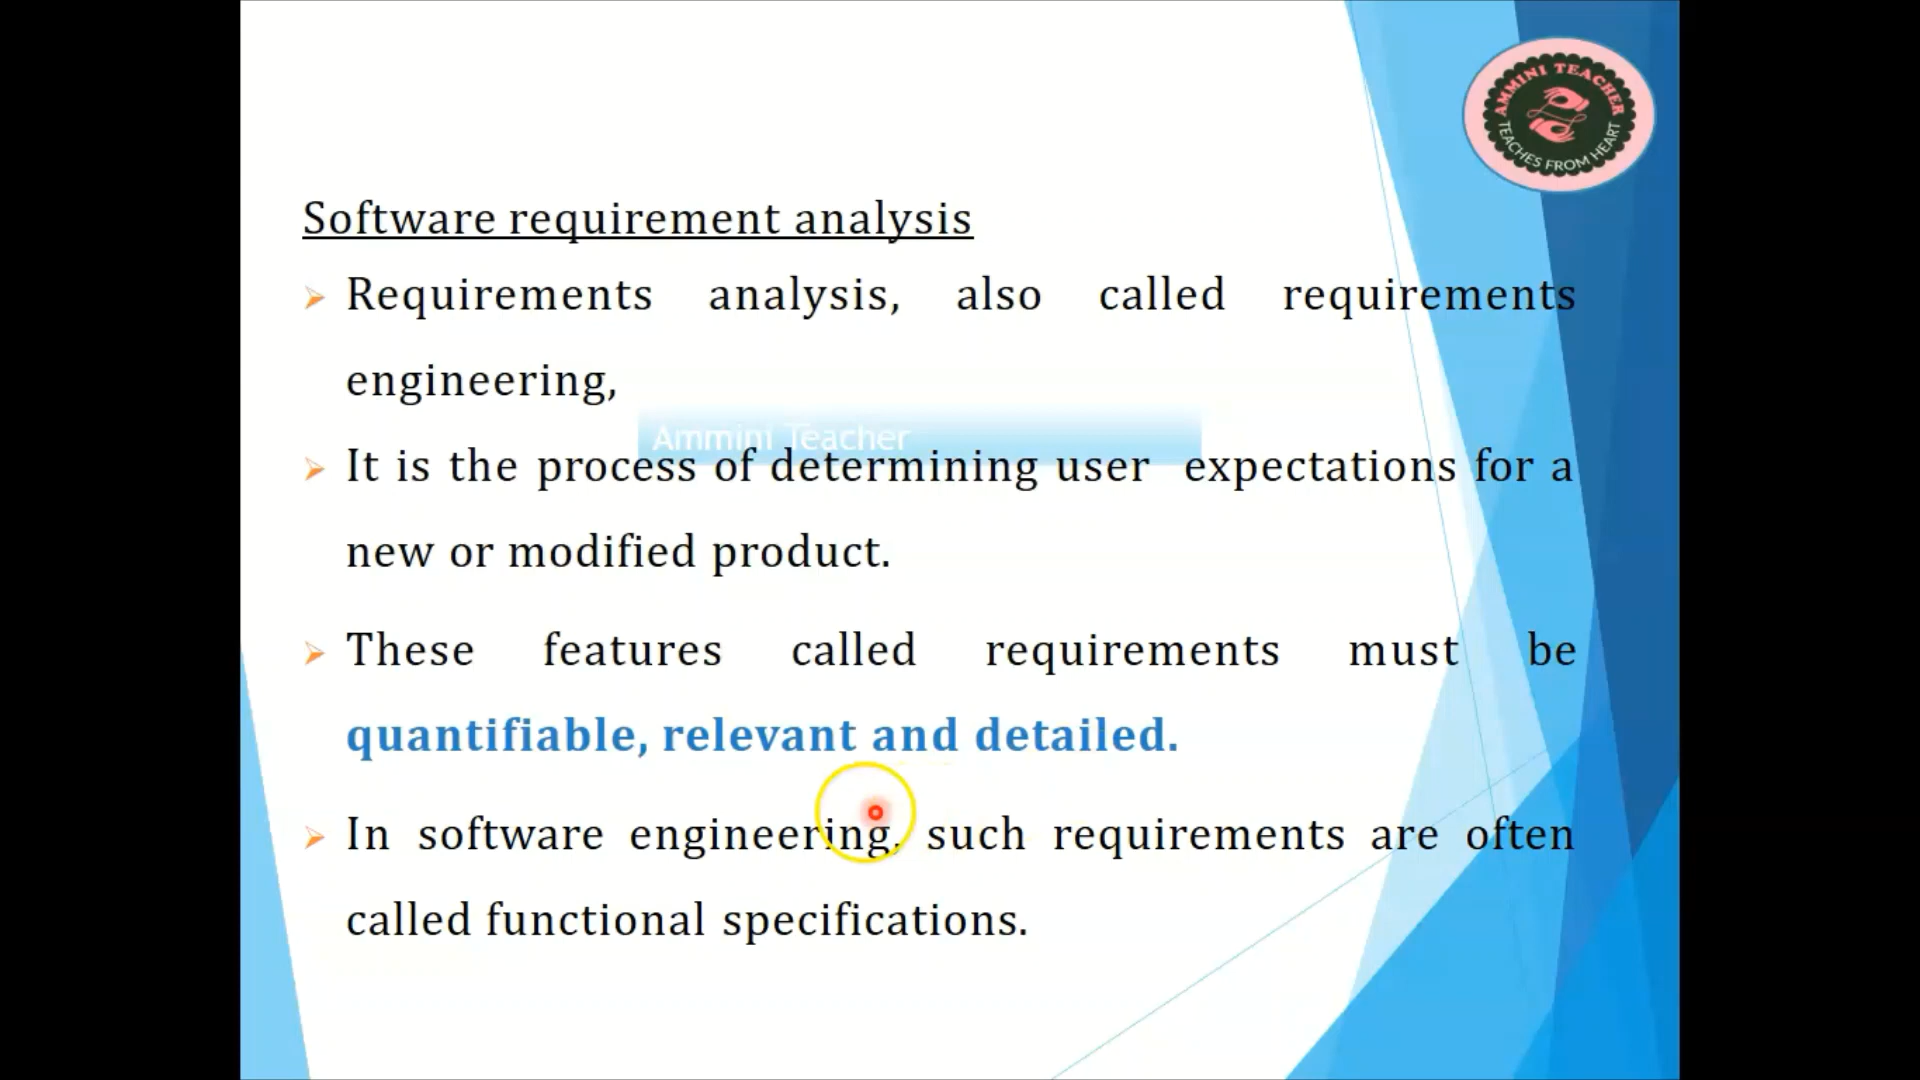 AMMINI TEACHER
TEACHES FROM HEART
Software requirement analysis
Requirements analysis, also called requirements
engineering,
Ammini Teacher
It is the process of determining user expectations for a
new or modified product.
These features called requirements must be
quantifiable, relevant and detailed.
In software engineering, such requirements are often
called functional specifications.